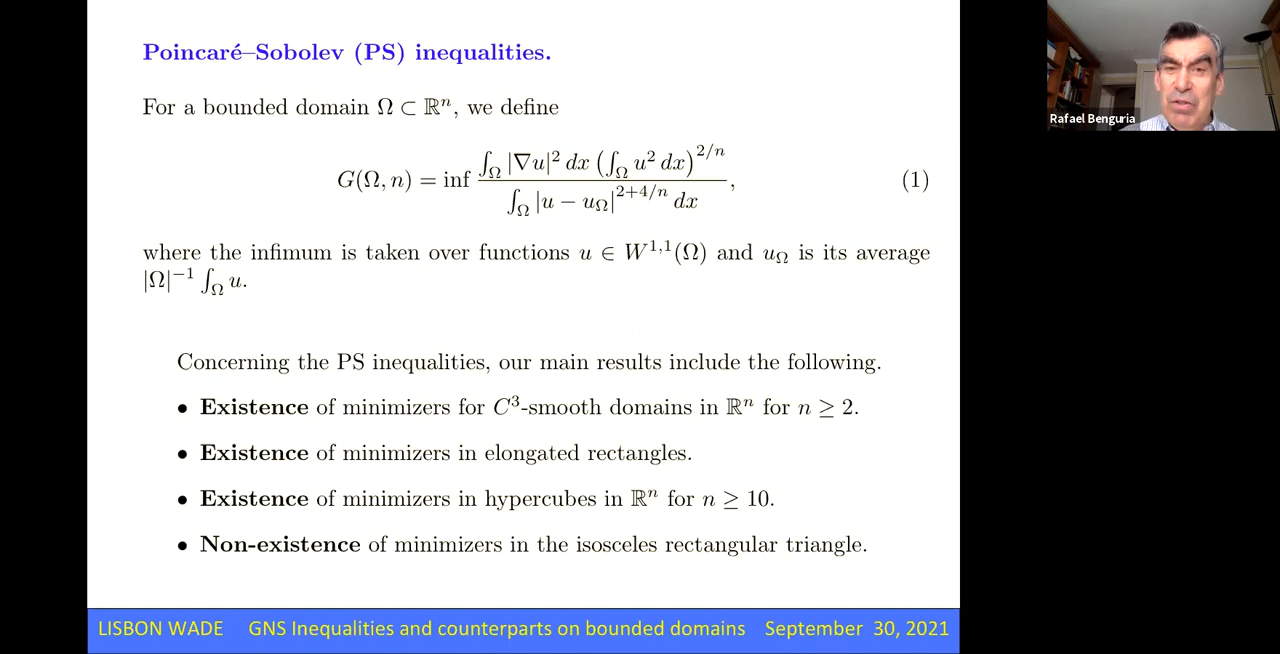 Poincaré–Sobolev (PS) inequalities.
For a bounded domain Ω ⊂ ℝⁿ, we define
G(Ω, n) = inf \frac{∫_Ω |∇u|² dx (∫_Ω u² dx)^{2/n}}{∫_Ω |u − u_Ω|^{2+4/n} dx}, (1)
where the infimum is taken over functions u ∈ W^{1,1}(Ω) and u_Ω is its average
|Ω|^{−1} ∫_Ω u.
Concerning the PS inequalities, our main results include the following.
• Existence of minimizers for C³-smooth domains in ℝⁿ for n ≥ 2.
• Existence of minimizers in elongated rectangles.
• Existence of minimizers in hypercubes in ℝⁿ for n ≥ 10.
• Non-existence of minimizers in the isosceles rectangular triangle.
LISBON WADE GNS Inequalities and counterparts on bounded domains September 30, 2021
Rafael Benguria